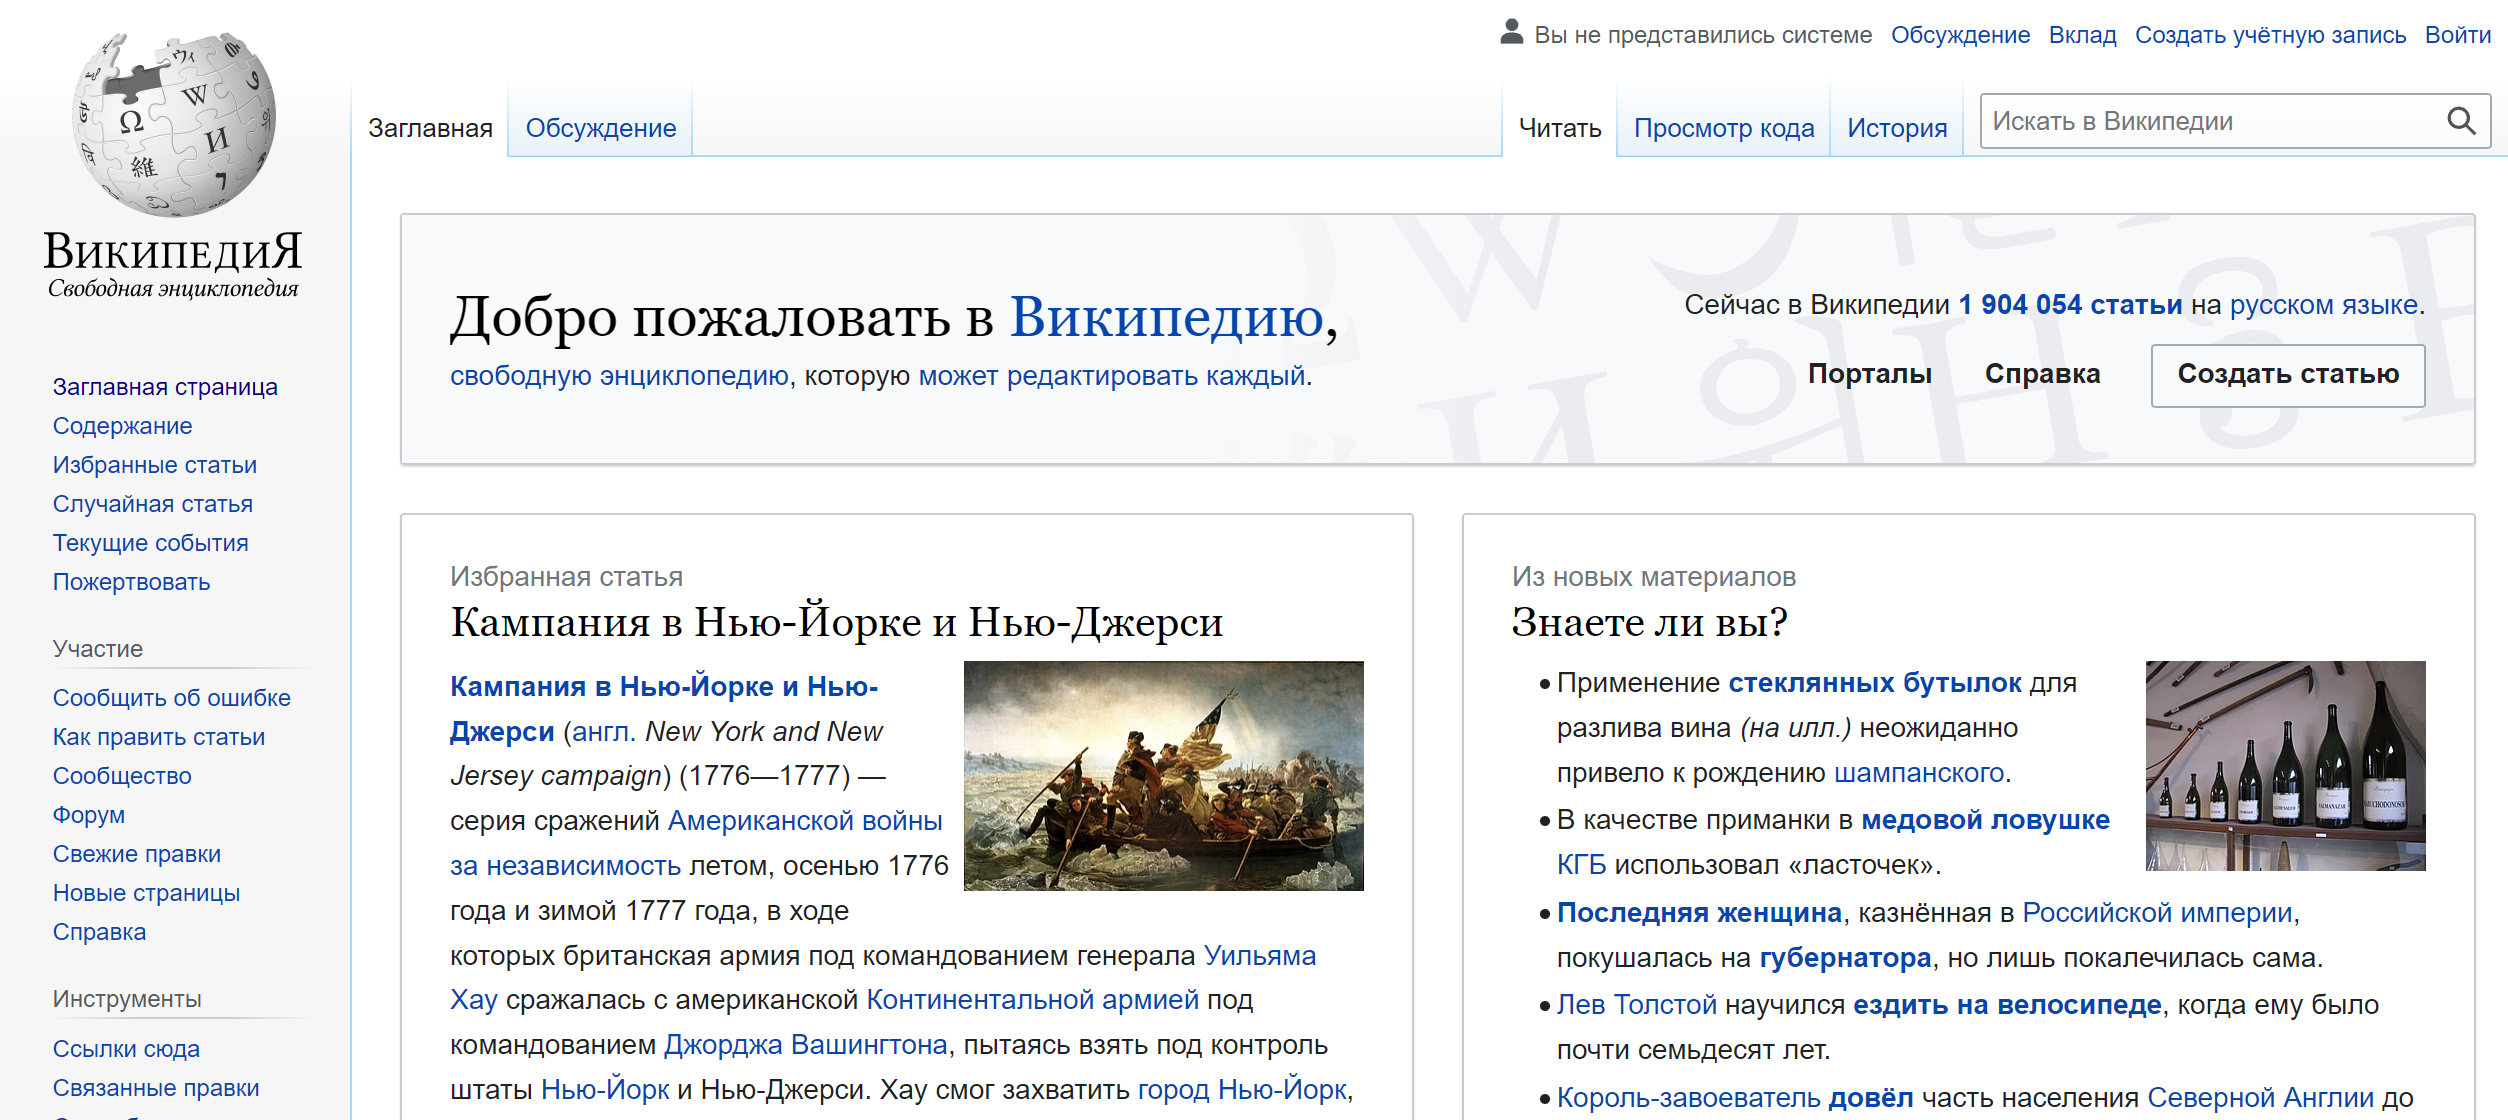 Вы не представились системе Обсуждение Вклад Создать учётную запись Войти
Заглавная Обсуждение Читать Просмотр кода История Искать в Википедии
ВикипедиЯ
Свободная энциклопедия
Заглавная страница
Содержание
Избранные статьи
Случайная статья
Текущие события
Пожертвовать
Участие
Сообщить об ошибке
Как править статьи
Сообщество
Форум
Свежие правки
Новые страницы
Справка
Инструменты
Ссылки сюда
Связанные правки
Добро пожаловать в Википедию,
свободную энциклопедию, которую может редактировать каждый.
Сейчас в Википедии 1 904 054 статьи на русском языке.
Порталы Справка Создать статью
Избранная статья
Кампания в Нью-Йорке и Нью-Джерси
Кампания в Нью-Йорке и Нью-
Джерси (англ. New York and New
Jersey campaign) (1776—1777) —
серия сражений Американской войны
за независимость летом, осенью 1776
года и зимой 1777 года, в ходе
которых британская армия под командованием генерала Уильяма
Хау сражалась с американской Континентальной армией под
командованием Джорджа Вашингтона, пытаясь взять под контроль
штаты Нью-Йорк и Нью-Джерси. Хау смог захватить город Нью-Йорк,
Из новых материалов
Знаете ли вы?
Применение стеклянных бутылок для
разлива вина (на илл.) неожиданно
привело к рождению шампанского.
В качестве приманки в медовой ловушке
КГБ использовал «ласточек».
Последняя женщина, казнённая в Российской империи,
покушалась на губернатора, но лишь покалечилась сама.
Лев Толстой научился ездить на велосипеде, когда ему было
почти семьдесят лет.
Король-завоеватель довёл часть населения Северной Англии до